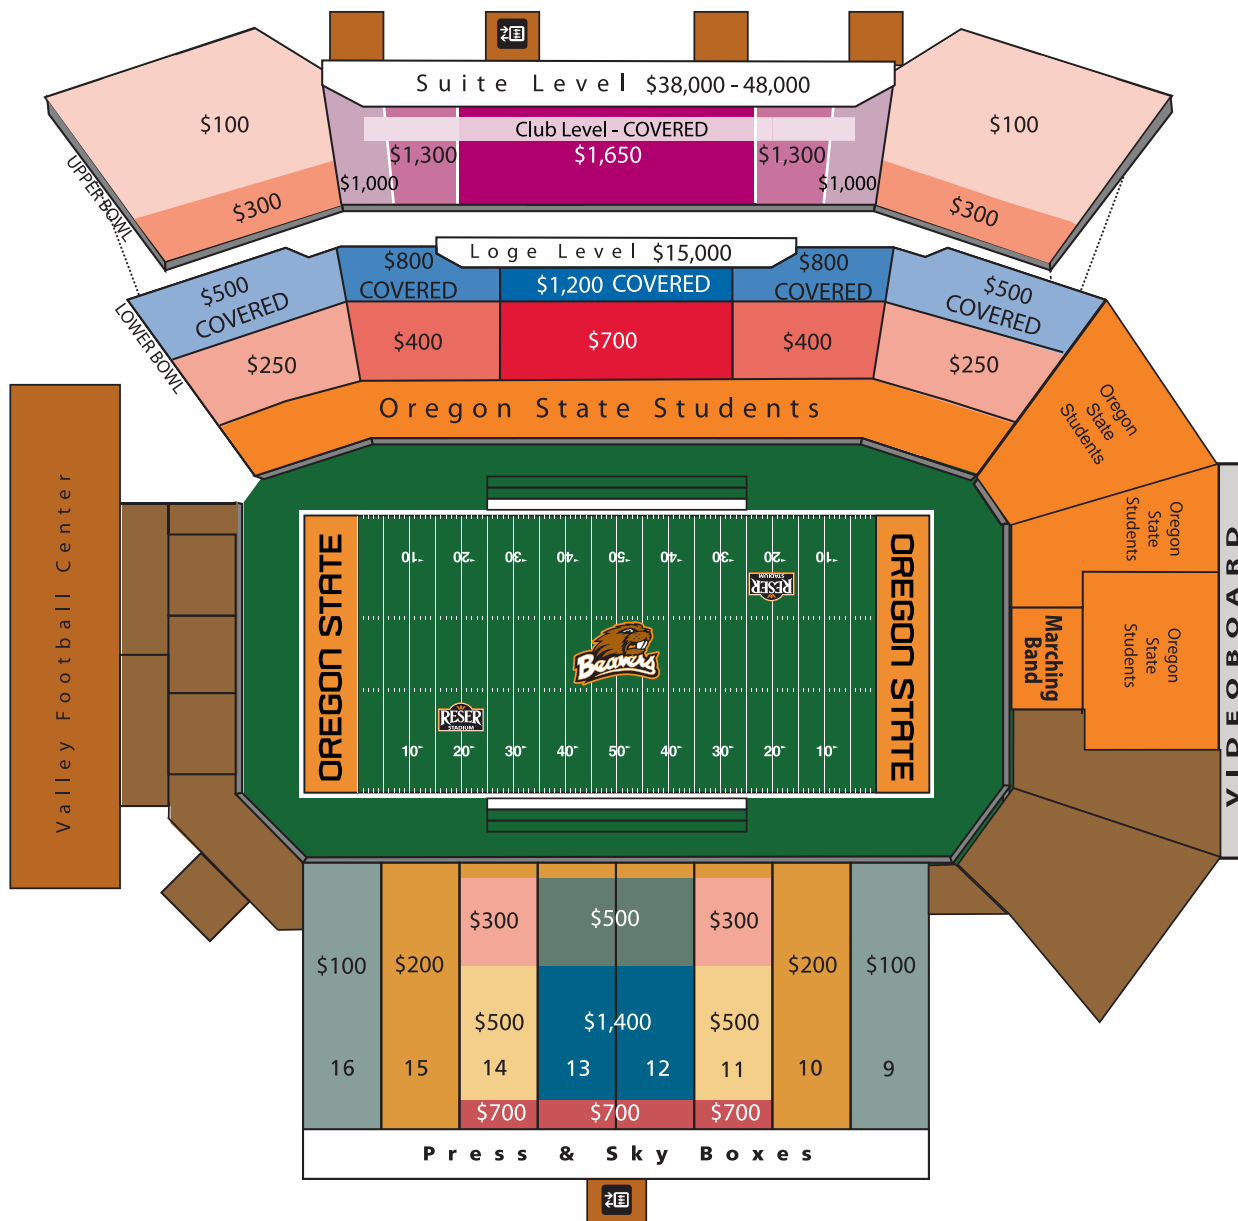 Suite Level $38,000 - 48,000
Club Level - COVERED
$100
$1,000
$1,300
$1,650
$1,300
$1,000
$100
$300
$300
UPPER BOWL
Loge Level $15,000
$500
COVERED
$800
COVERED
$1,200 COVERED
$800
COVERED
$500
COVERED
LOWER BOWL
$250
$400
$700
$400
$250
Oregon State Students
Oregon
State
Students
Oregon
State
Students
Oregon
State
Students
Marching
Band
VIDEOBOARD
Valley Football Center
OREGON STATE
OREGON STATE
10 20 30 40 50 40 30 20 10
RESER
STADIUM
Beavers
RESER
STADIUM
10 20 30 40 50 40 30 20 10
$300
$500
$300
$100
$200
$200
$100
$500
$1,400
$500
16
15
14
13
12
11
10
9
$700
$700
$700
Press & Sky Boxes